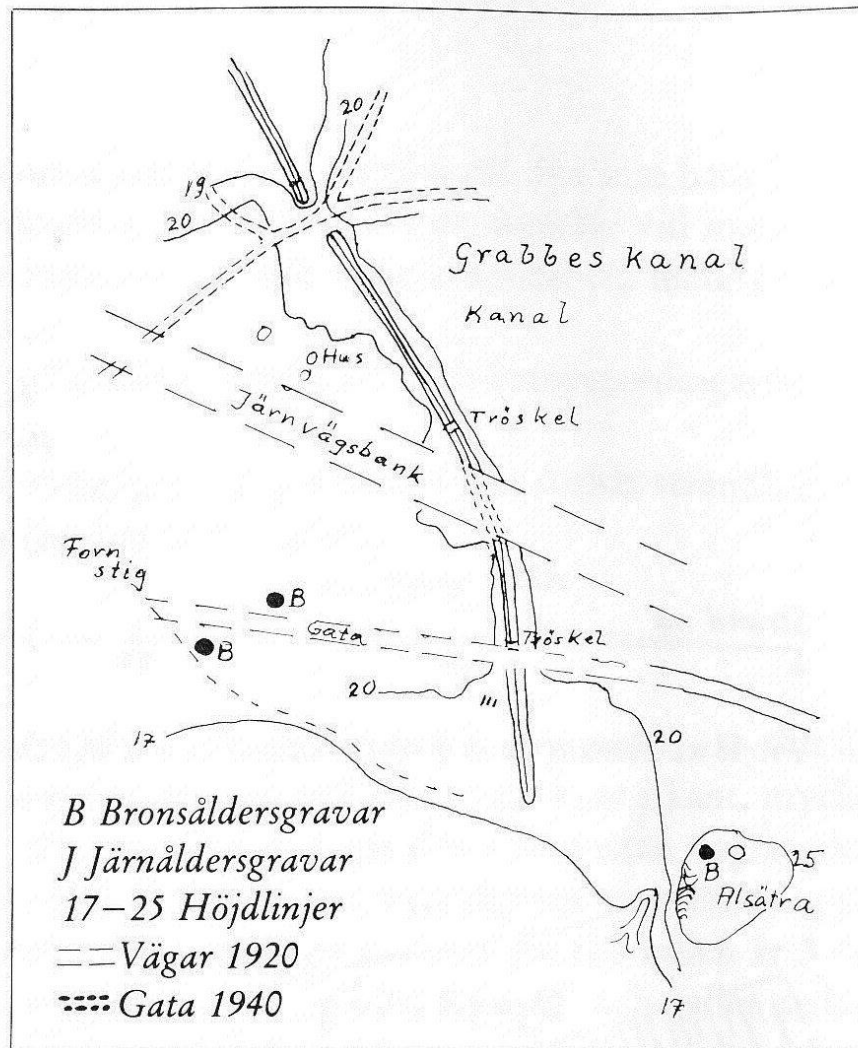 20
19
20
Grabbes Kanal
Kanal
Hus
Järnvägsbank
Tröskel
Forn
stig
B
B
Gata
Tröskel
20
17
20
25
B
Alsätra
17
B Bronsåldersgravar
J Järnåldersgravar
17–25 Höjdlinjer
Vägar 1920
Gata 1940